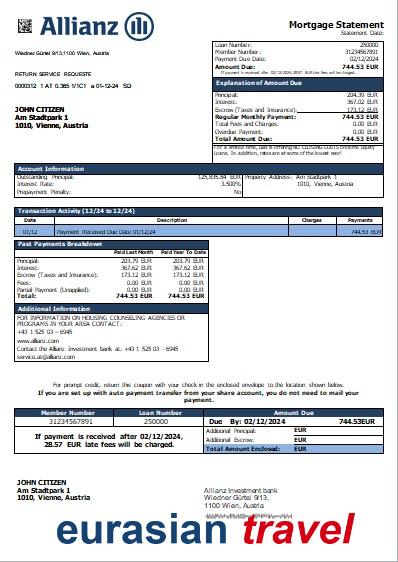 Allianz
Mortgage Statement
Statement Date:
Wiedner Gürtel 9/13,1100 Wien, Austria
Loan Number: 250000
Member Number: 31234567891
Payment Due Date: 02/12/2024
Amount Due: 744.53 EUR
If payment is received after 02/12/2024, 28.57 EUR late fees will be charged.
RETURN SERVICE REQUESTE
0000312 1 AT 0.365 1/1C1 a 01-12-24 SQ
Explanation of Amount Due
Principal: 204.39 EUR
Interest: 367.02 EUR
Escrow (Taxes and Insurance): 173.12 EUR
Regular Monthly Payment: 744.53 EUR
Total Fees and Charges: 0.00 EUR
Overdue Payment: 0.00 EUR
Total Amount Due: 744.53 EUR
JOHN CITIZEN
Am Stadtpark 1
1010, Vienne, Austria
For a limited time, is offering NO CLOSING COSTS on Home Equity
Loans. In addition, rates are at some of the lowest ever!
Account Information
Outstanding Principal: 125,835.84 EUR
Interest Rate: 3.500%
Prepayment Penalty: No
Property Address: Am Stadtpark 1
1010, Vienne, Austria
Transaction Activity (12/24 to 12/24)
Date Description Charges Payments
01/12 Payment Received Due Date 01/12/24 744.53 EUR
Past Payments Breakdown
Paid Last Month Paid Year To Date
Principal: 203.79 EUR 203.79 EUR
Interest: 367.62 EUR 367.62 EUR
Escrow (Taxes and Insurance): 173.12 EUR 173.12 EUR
Fees: 0.00 EUR 0.00 EUR
Partial Payment (Unapplied): 0.00 EUR 0.00 EUR
Total: 744.53 EUR 744.53 EUR
Additional Information
FOR INFORMATION ON HOUSING COUNSELING AGENCIES OR
PROGRAMS IN YOUR AREA CONTACT:
+43 1 525 03 - 6945
www.allianz.com
Contact the Allianz Investment bank at: +43 1 525 03 - 6945
service.at@allianz.com
For prompt credit, return this coupon with your check in the enclosed envelope to the location shown below.
If you are set up with auto payment transfer from your share account, you do not need to mail your
payment.
Member Number Loan Number Amount Due
31234567891 250000 Due By: 02/12/2024 744.53EUR
If payment is received after 02/12/2024,
28.57 EUR late fees will be charged.
Additional Principal: EUR
Additional Escrow: EUR
Total Amount Enclosed: EUR
JOHN CITIZEN
Am Stadtpark 1
1010, Vienne, Austria
Allianz Investment bank
Wiedner Gürtel 9/13,
1100 Wien, Austria
eurasian travel